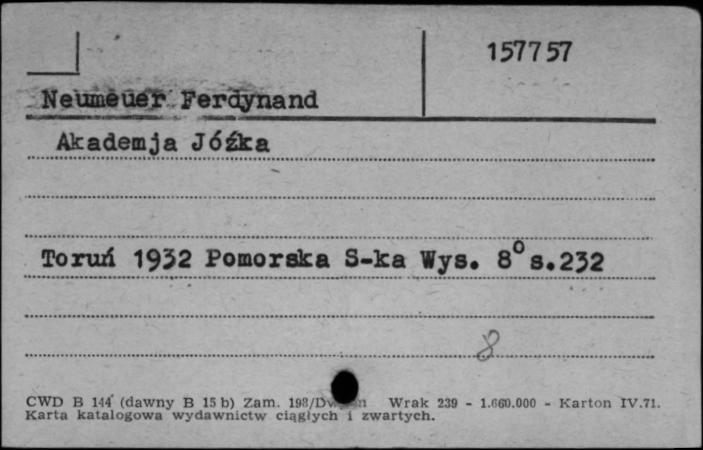 157757
Neumeuer Ferdynand
Akademja Jóźka
Toruń 1932 Pomorska S-ka Wys. 8° s.232
8
CWD B 144 (dawny B 15 b) Zam. 198/ Wrak 239 - 1.660.000 - Karton IV.71.
Karta katalogowa wydawnictw ciągłych i zwartych.